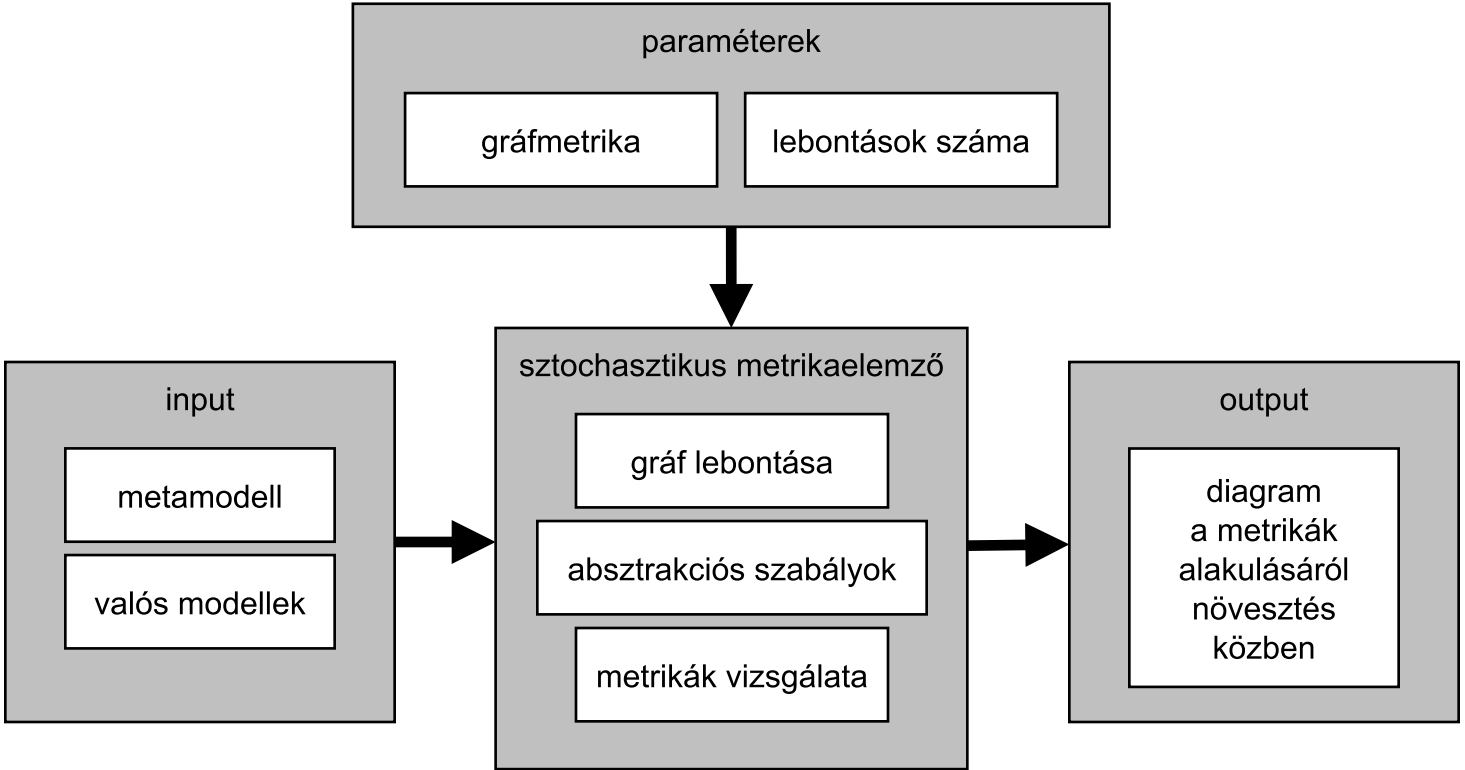 paraméterek
gráfmetrika
lebontások száma
input
metamodell
valós modellek
sztochasztikus metrikaelemző
gráf lebontása
absztrakciós szabályok
metrikák vizsgálata
output
diagram
a metrikák
alakulásáról
növesztés
közben